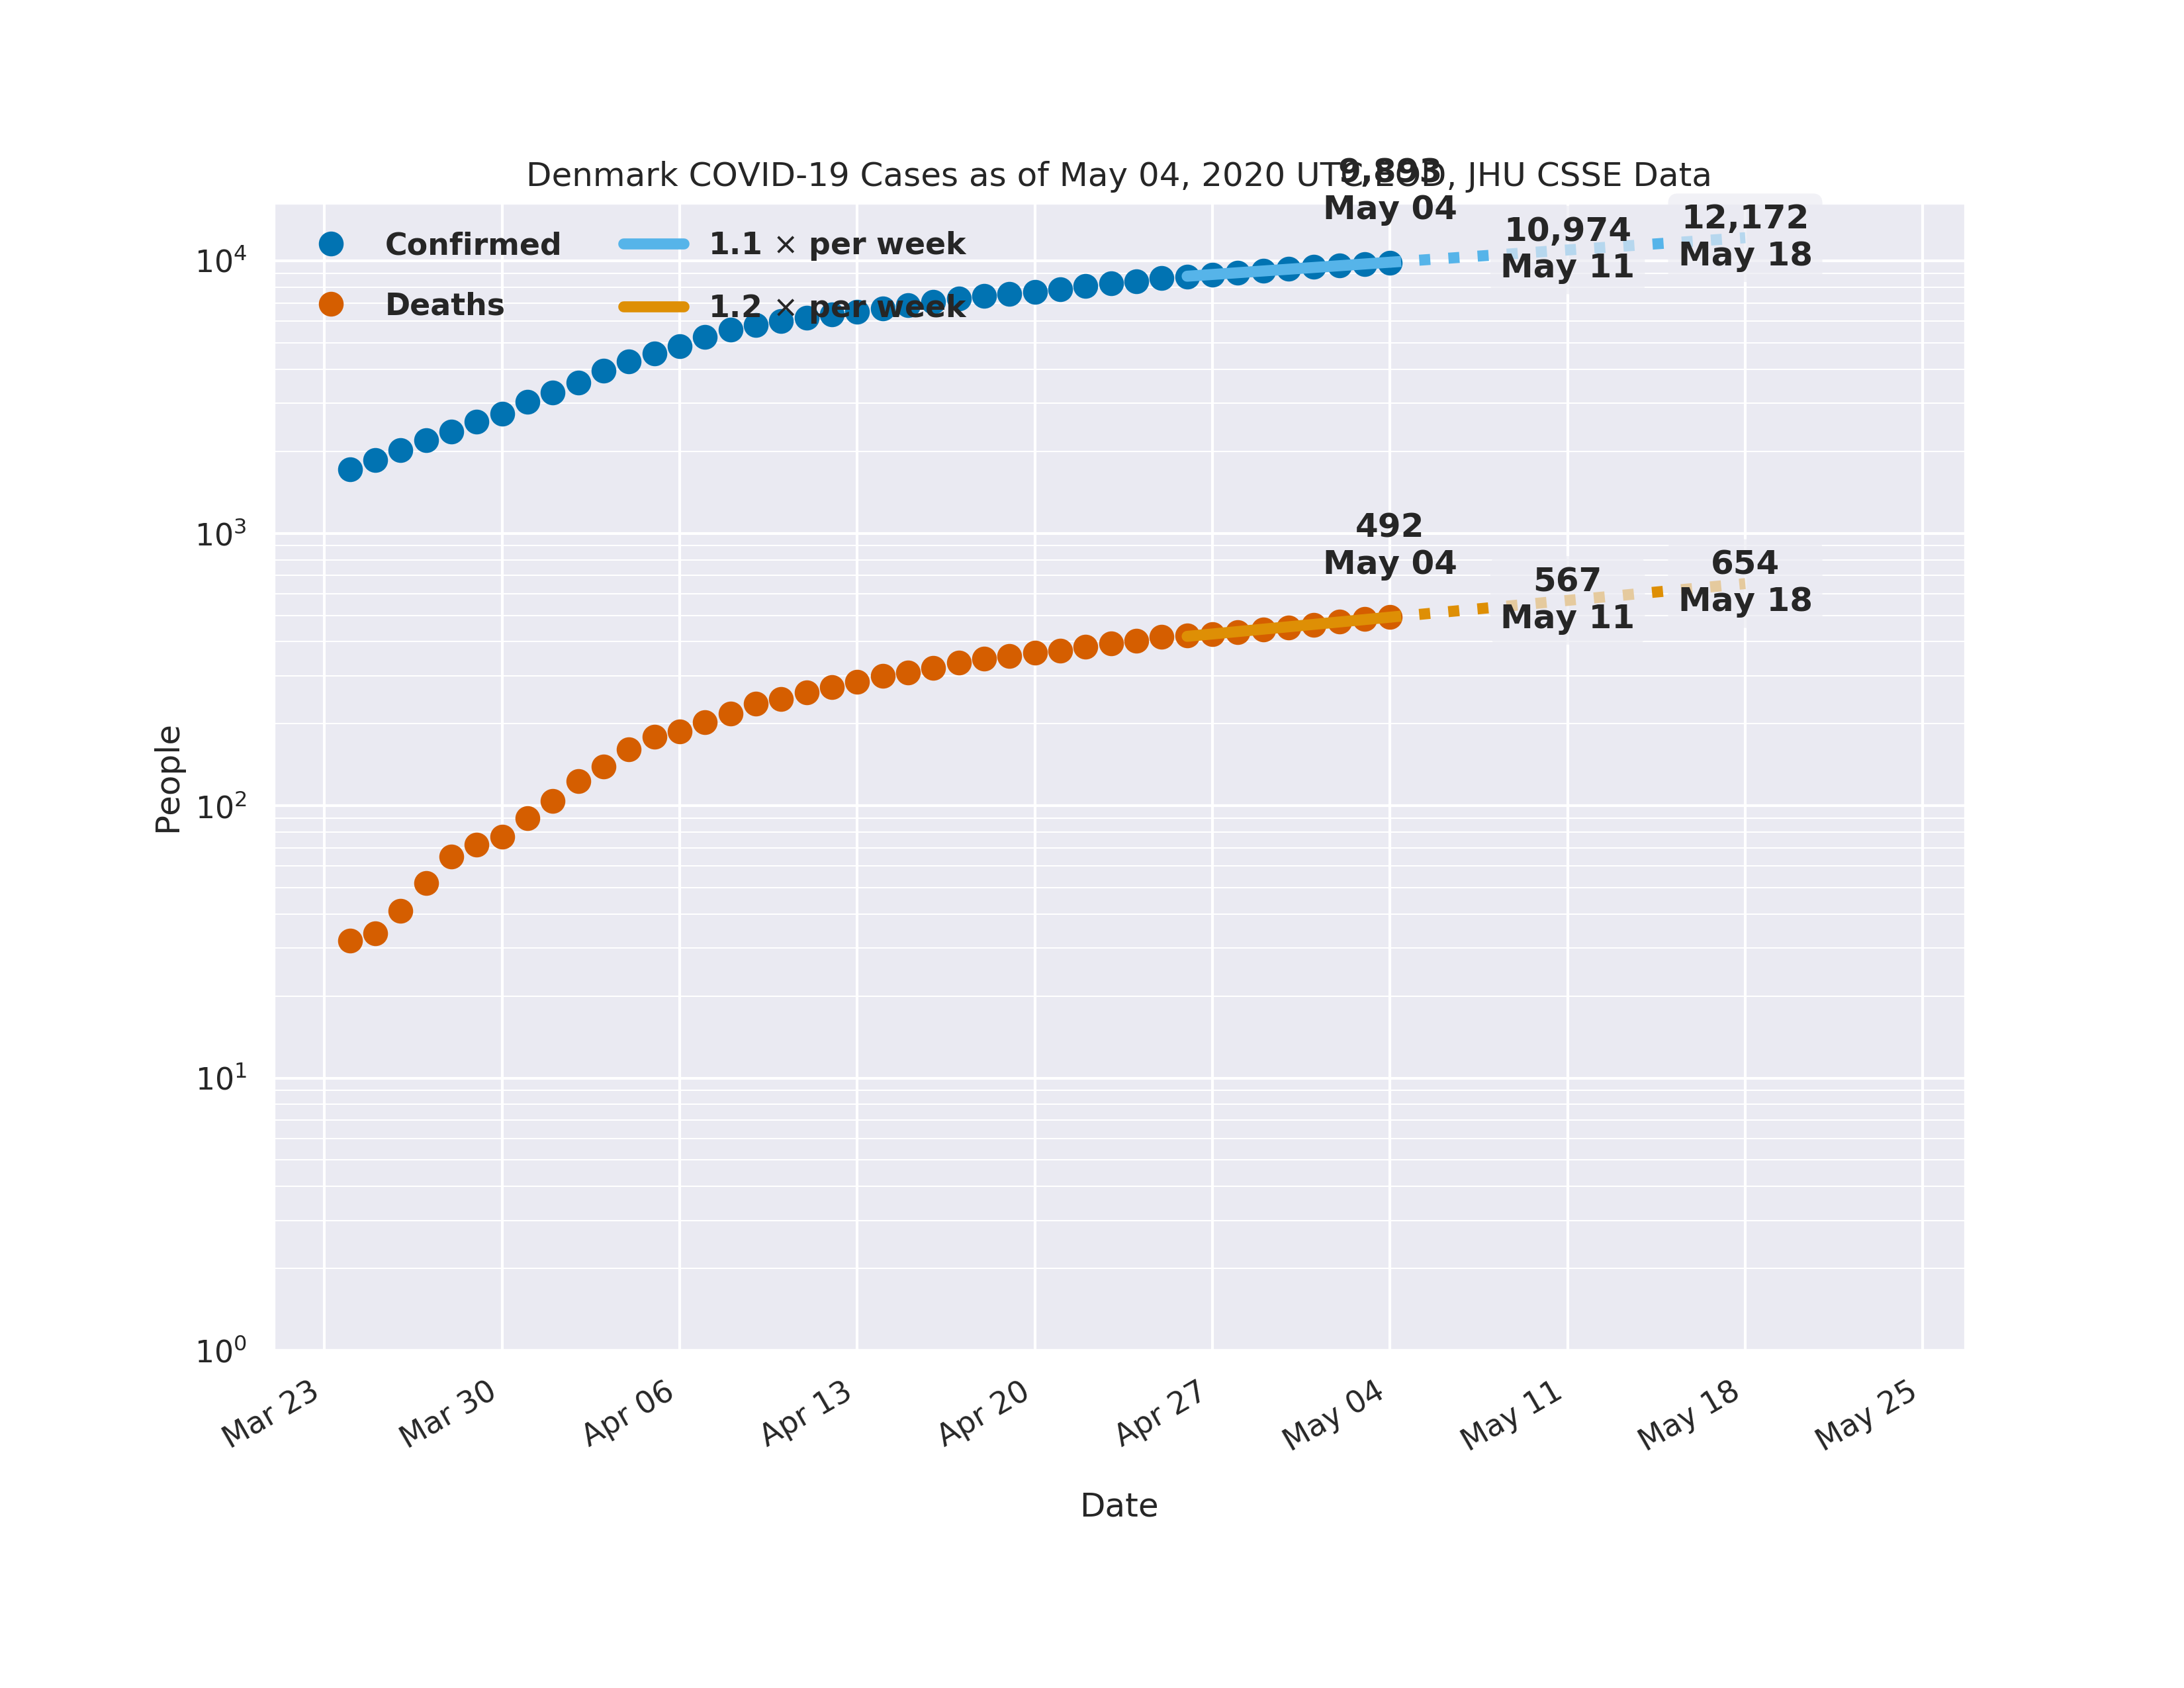 Denmark COVID-19 Cases as of May 04, 2020 UTC EOD, JHU CSSE Data
9,893
May 04
10,974
May 11
12,172
May 18
Confirmed
1.1 × per week
Deaths
1.2 × per week
492
May 04
567
May 11
654
May 18
People
10⁴
10³
10²
10¹
10⁰
Mar 23
Mar 30
Apr 06
Apr 13
Apr 20
Apr 27
May 04
May 11
May 18
May 25
Date